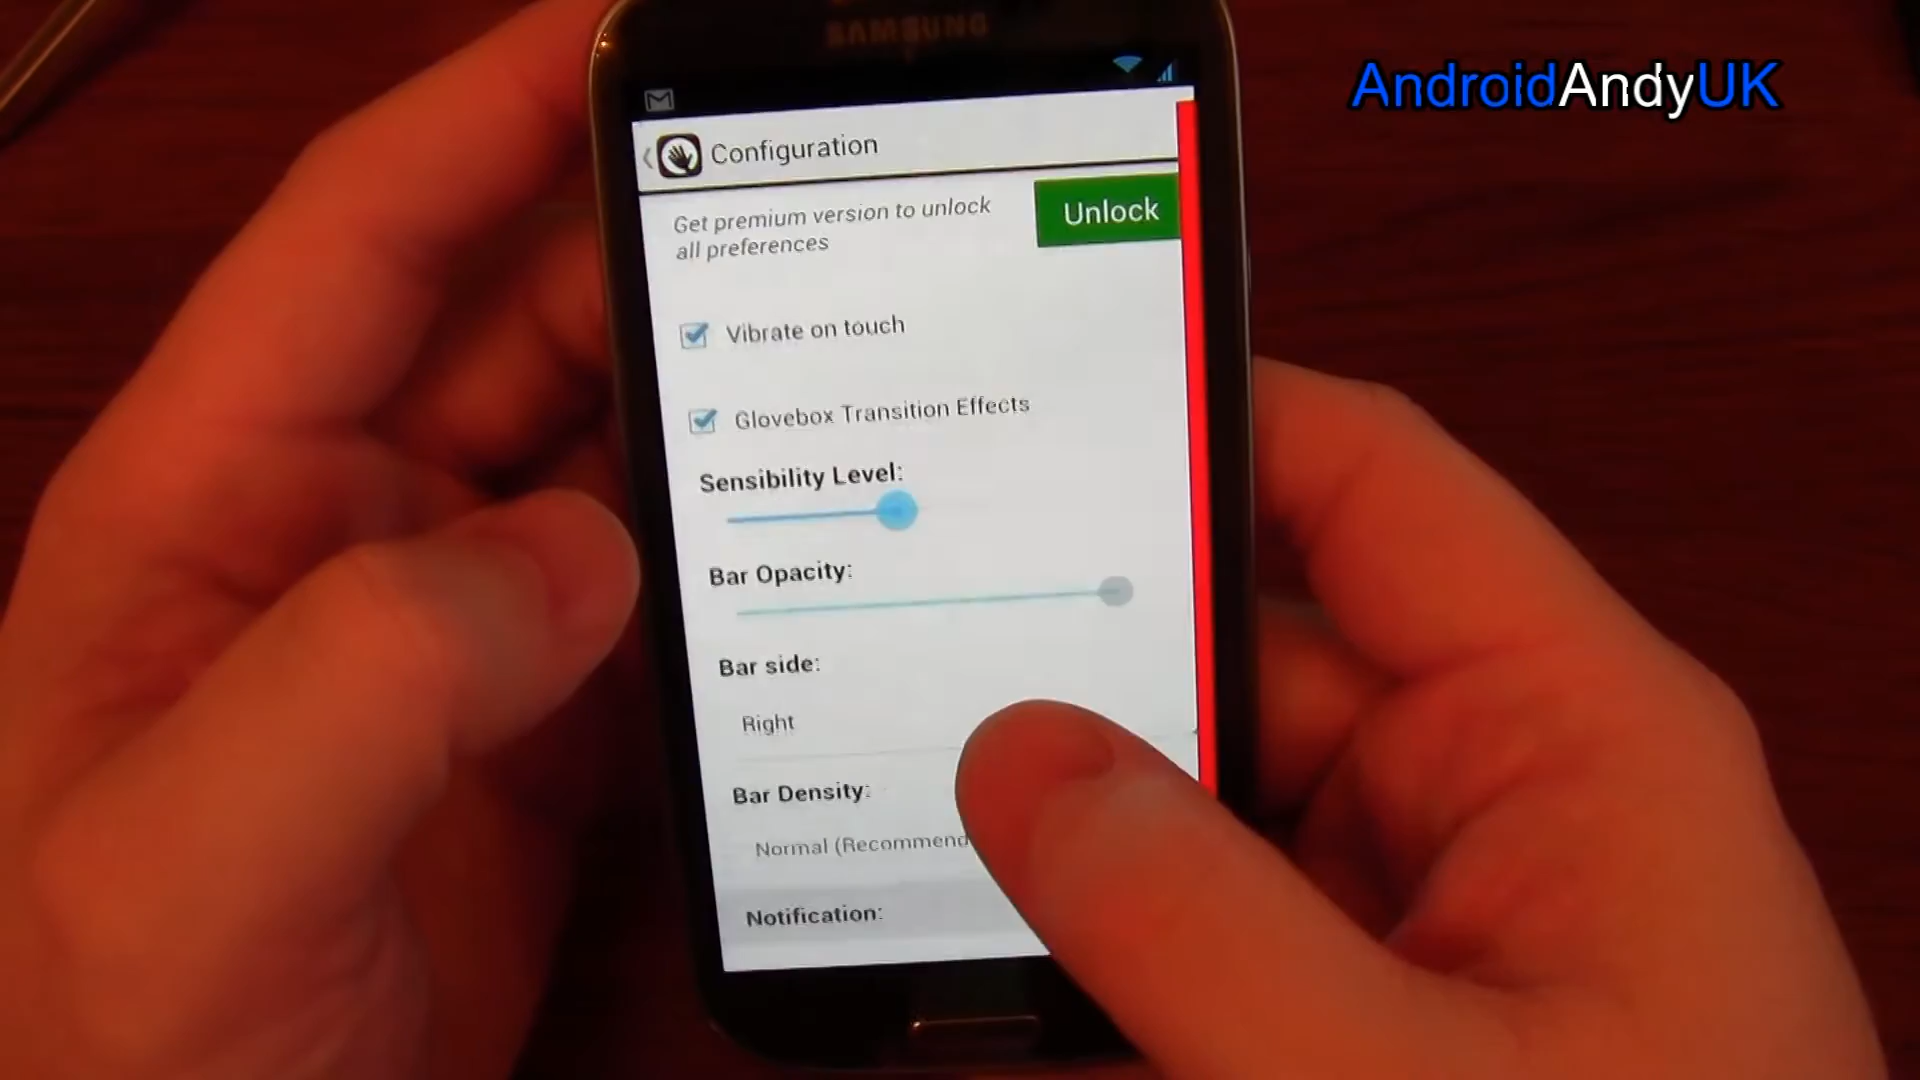 SAMSUNG
AndroidAndyUK
Configuration
Get premium version to unlock
all preferences
Unlock
Vibrate on touch
Glovebox Transition Effects
Sensibility Level:
Bar Opacity:
Bar side:
Right
Bar Density:
Normal (Recommend
Notification: